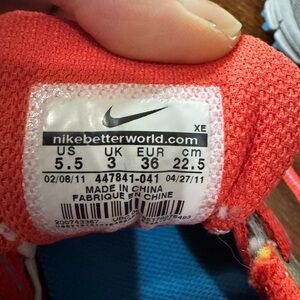 XE
nikebetterworld.com
US UK EUR cm
5.5 3 36 22.5
02/08/11 447841-041 04/27/11
MADE IN CHINA
FABRIQUE EN CHINE